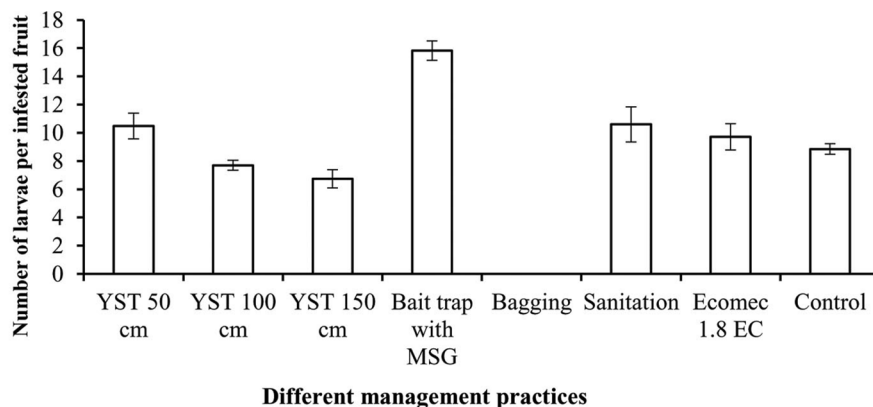 Number of larvae per infested fruit
18
16
14
12
10
8
6
4
2
0
YST 50 cm
YST 100 cm
YST 150 cm
Bait trap with MSG
Bagging
Sanitation
Ecomec 1.8 EC
Control
Different management practices